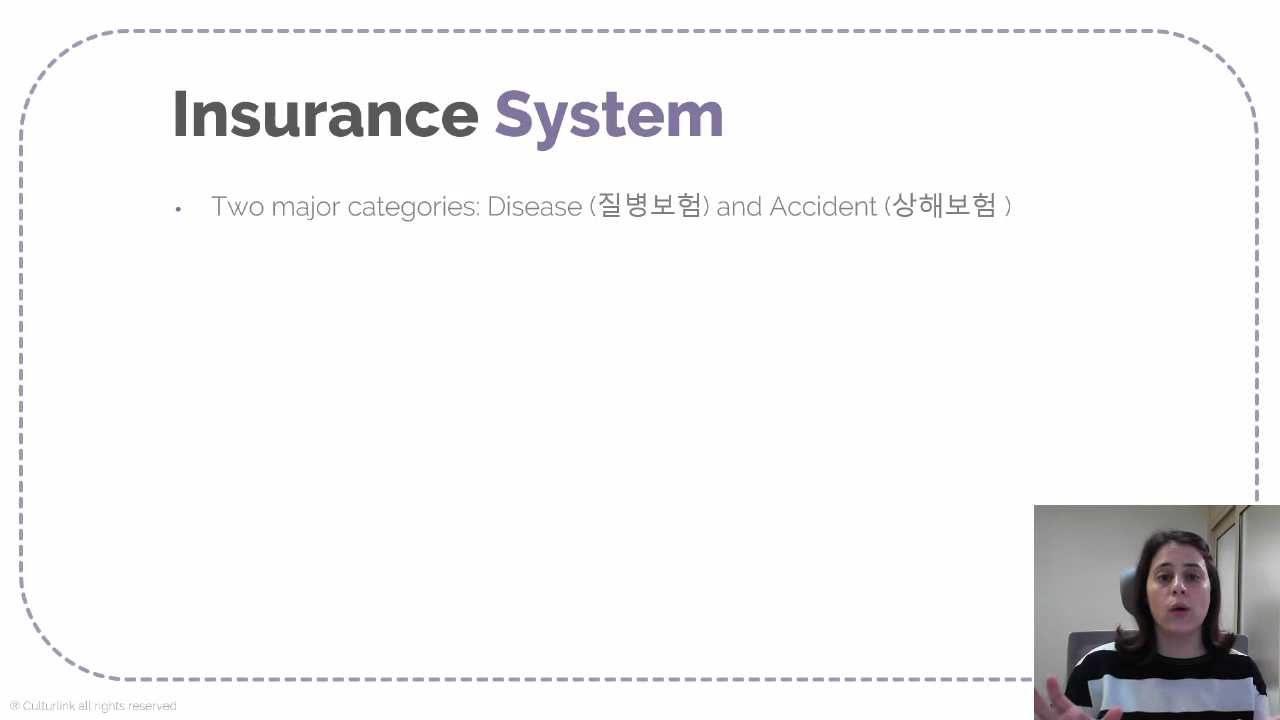 Insurance System
• Two major categories: Disease (질병보험) and Accident (상해보험 )
® Culturlink all rights reserved